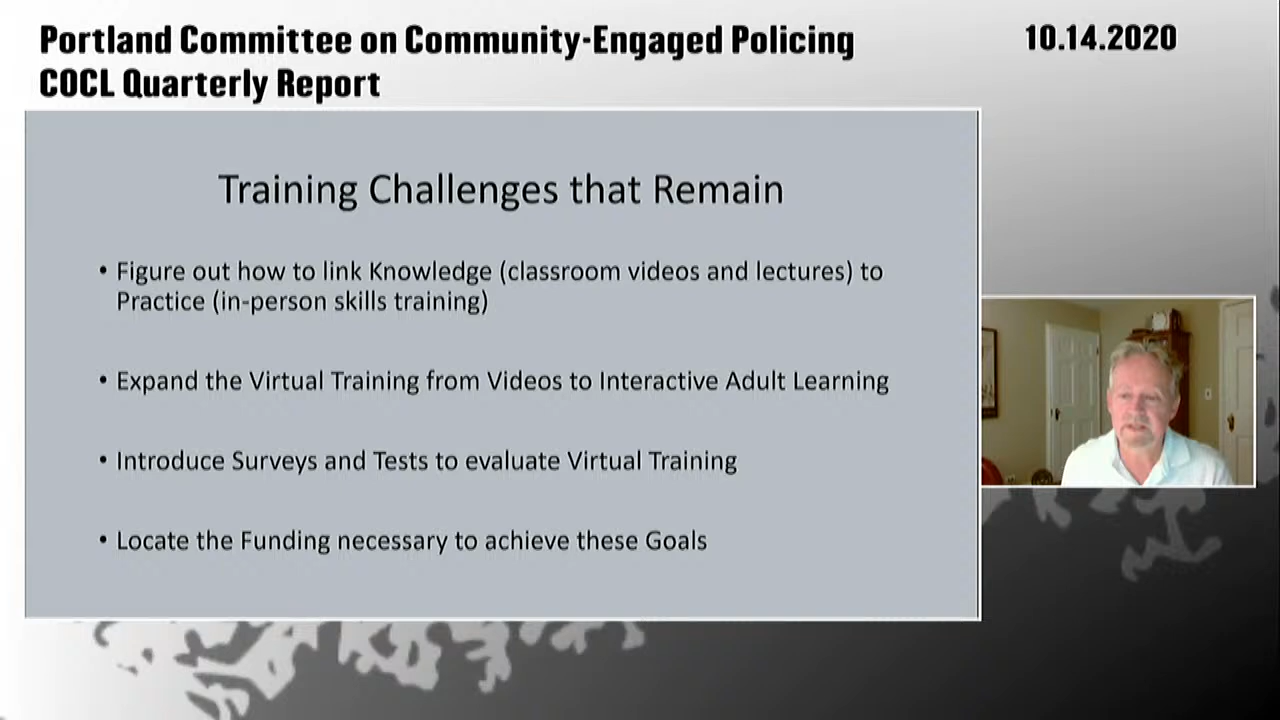 Portland Committee on Community-Engaged Policing
COCL Quarterly Report
10.14.2020
Training Challenges that Remain
• Figure out how to link Knowledge (classroom videos and lectures) to
Practice (in-person skills training)
• Expand the Virtual Training from Videos to Interactive Adult Learning
• Introduce Surveys and Tests to evaluate Virtual Training
• Locate the Funding necessary to achieve these Goals